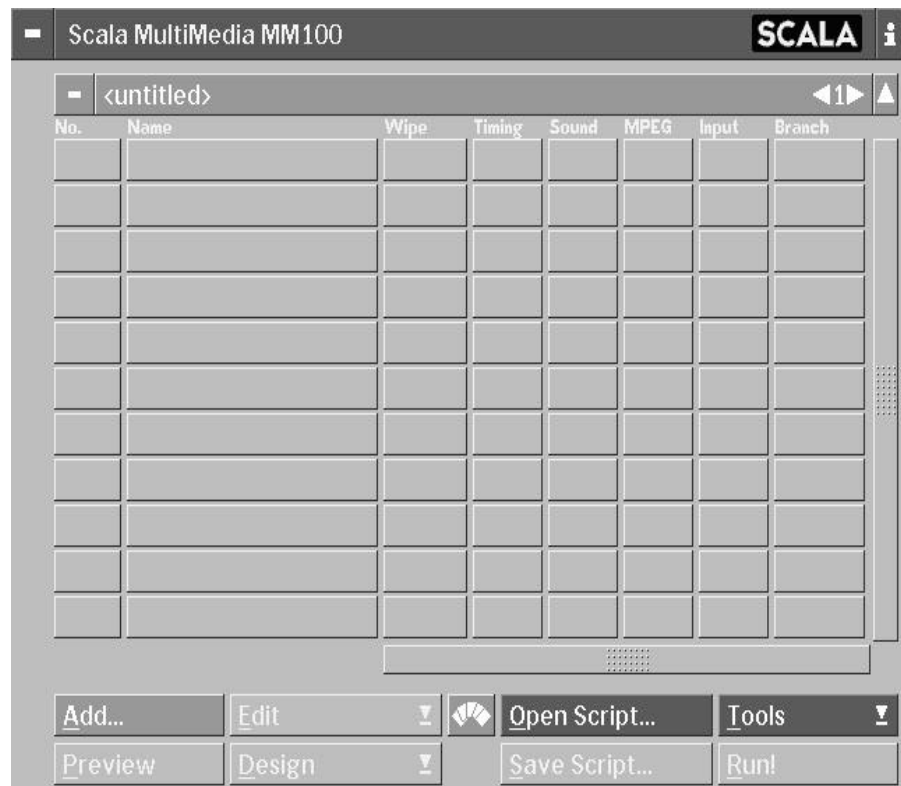 Scala MultiMedia MM100 SCALA i
<untitled> 1
No. Name Wipe Timing Sound MPEG Input Branch
Add... Edit Open Script... Tools
Preview Design Save Script... Run!